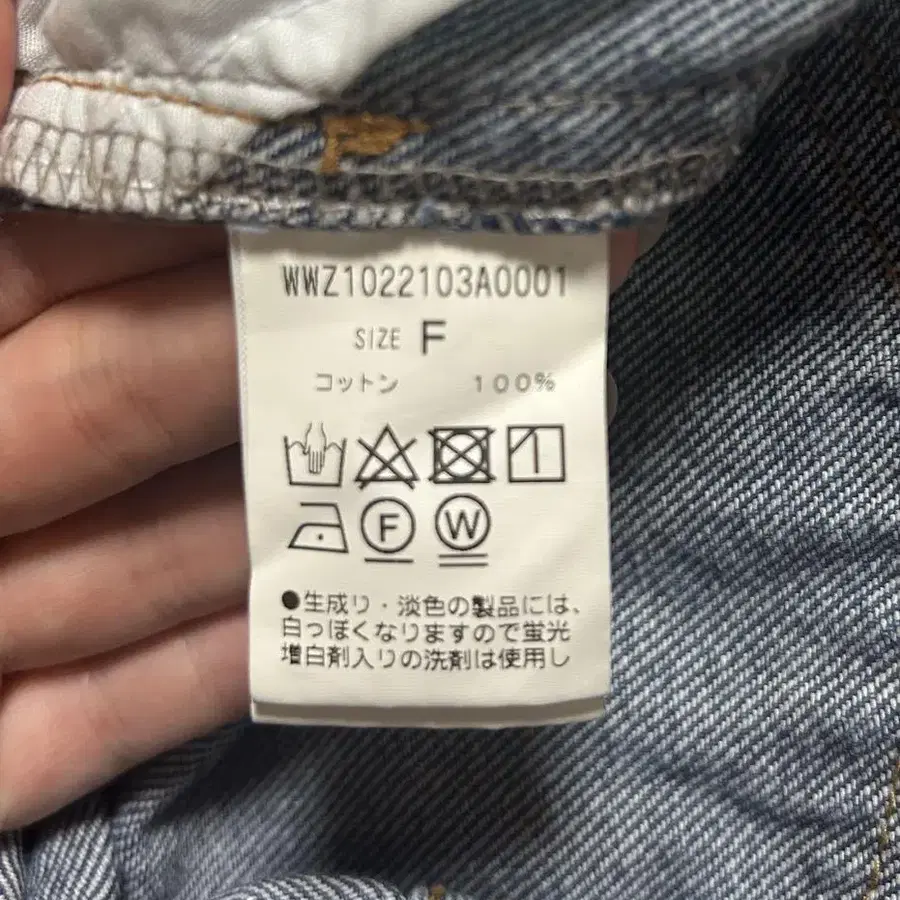 WWZ1022103A0001
SIZE F
コットン 100%
F W
●生成り・淡色の製品には、
白っぽくなりますので蛍光
増白剤入りの洗剤は使用し